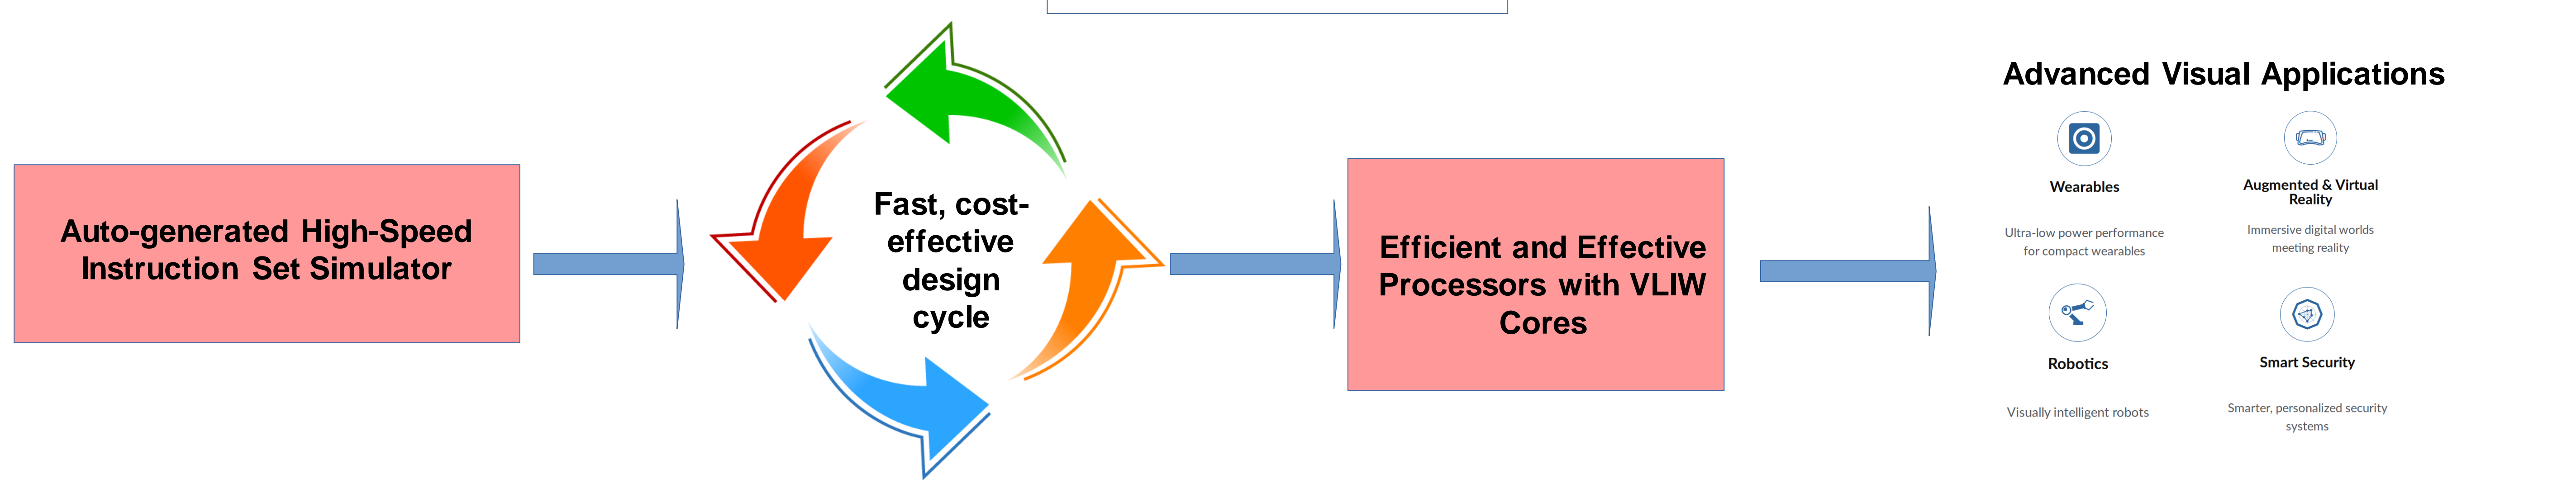 Auto-generated High-Speed
Instruction Set Simulator
Fast, cost-
effective
design
cycle
Efficient and Effective
Processors with VLIW
Cores
Advanced Visual Applications
Wearables
Ultra-low power performance
for compact wearables
Augmented & Virtual
Reality
Immersive digital worlds
meeting reality
Robotics
Visually intelligent robots
Smart Security
Smarter, personalized security
systems